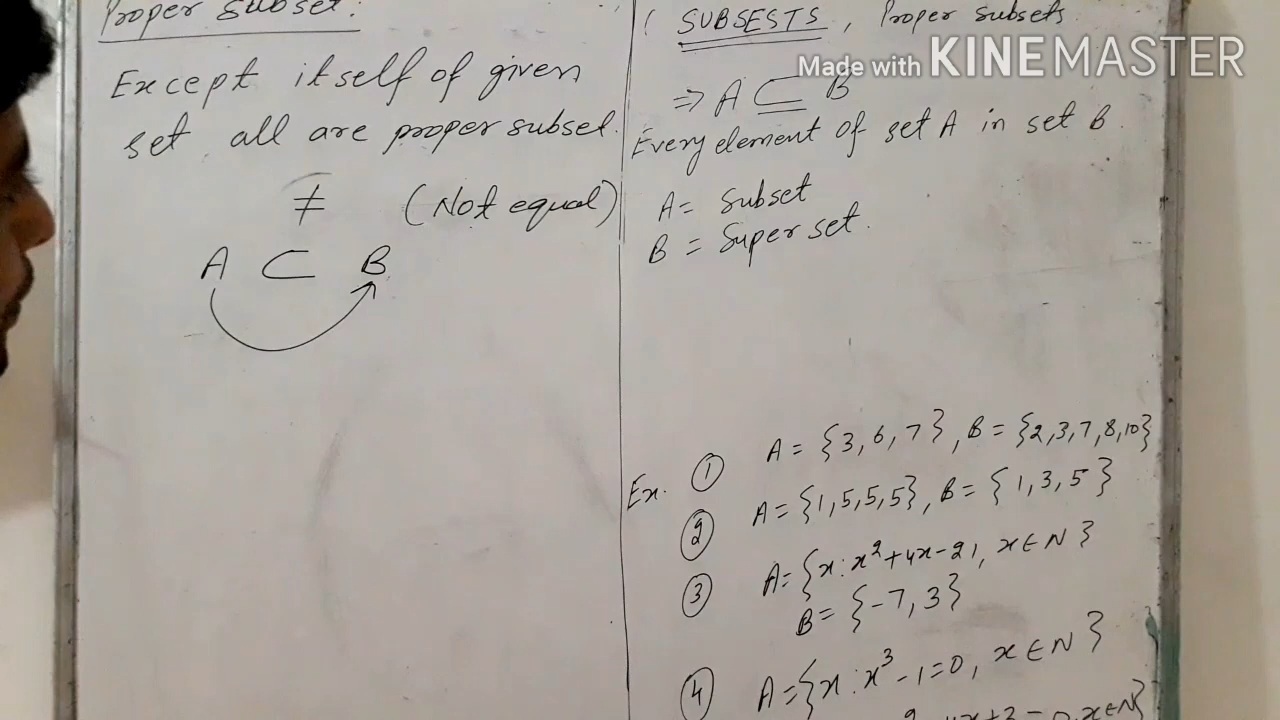 Proper subset:
Except itself of given
set, all are proper subset.
≠ (Not equal)
A ⊂ B
SUBSESTS, Proper subsets
Made with KINEMASTER
⇒ A ⊆ B
Every element of set A in set B.
A = Subset
B = Super set.
Ex. ① A = {3, 6, 7}, B = {2,3,7,8,10}
② A = {1,5,5,5}, B = {1,3,5}
③ A = {x: x²+4x-21, x∈N}
B = {-7, 3}
④ A = {x: x³-1=0, x∈N}